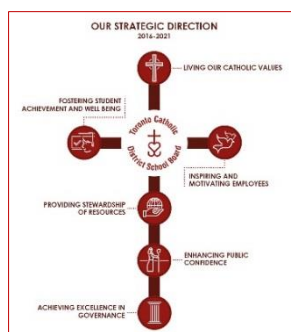 OUR STRATEGIC DIRECTION
2016-2021
LIVING OUR CATHOLIC VALUES
FOSTERING STUDENT
ACHIEVEMENT AND WELL BEING
Toronto Catholic
District School Board
INSPIRING AND
MOTIVATING EMPLOYEES
PROVIDING STEWARDSHIP
OF RESOURCES
ENHANCING PUBLIC
CONFIDENCE
ACHIEVING EXCELLENCE IN
GOVERNANCE